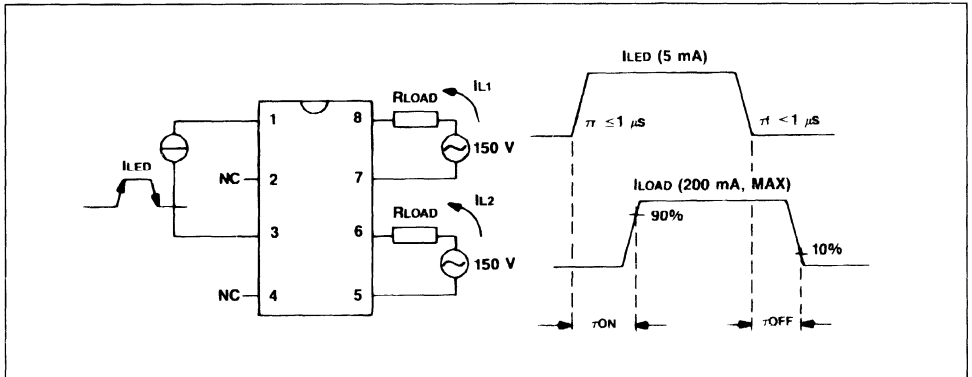 ILED
1
NC
2
3
NC
4
8
7
6
5
RLOAD
IL1
150 V
RLOAD
IL2
150 V
ILED (5 mA)
τr ≤1 μs
τf <1 μs
ILOAD (200 mA, MAX)
90%
10%
τON
τOFF